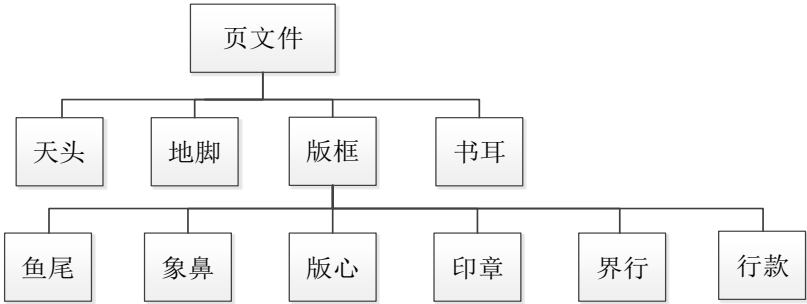 页文件
天头 地脚 版框 书耳
鱼尾 象鼻 版心 印章 界行 行款